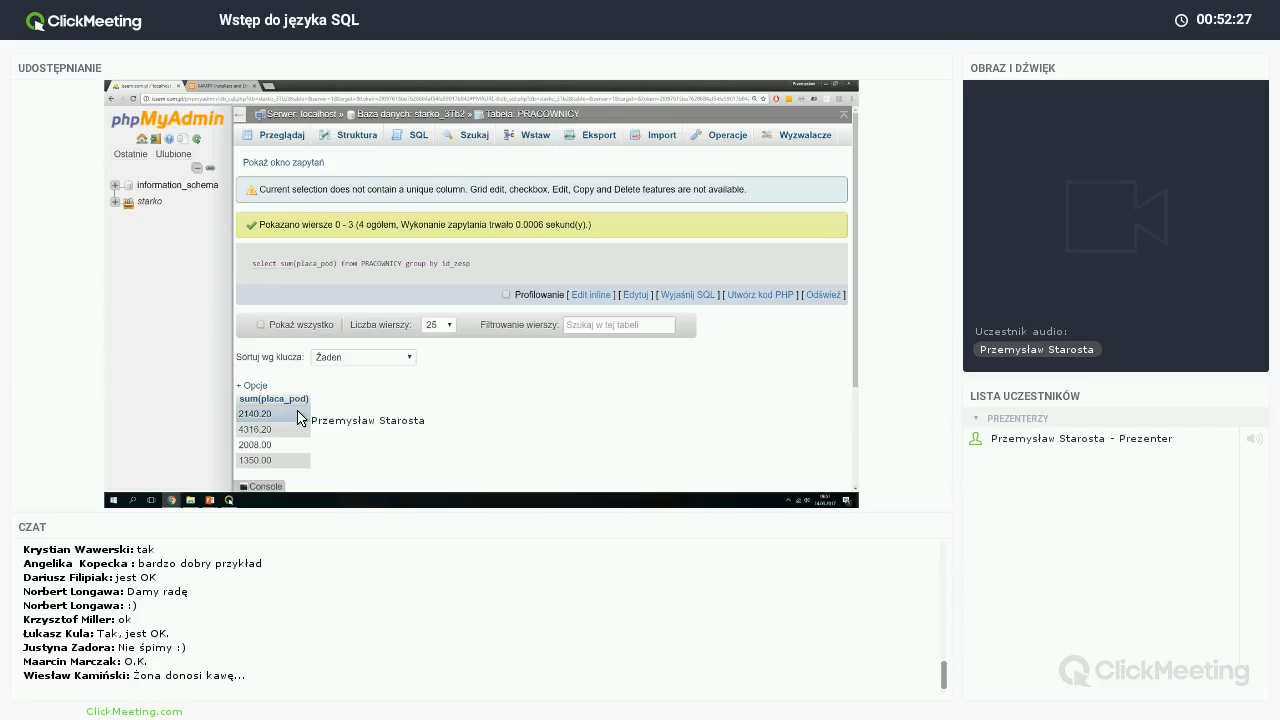 ClickMeeting
Wstęp do języka SQL
00:52:27
UDOSTĘPNIANIE
OBRAZ I DŹWIĘK
phpMyAdmin
Ostatnie Ulubione
information_schema
starko
Serwer: localhost » Baza danych: starko_3Tb2 » Tabela: PRACOWNICY
Przeglądaj Struktura SQL Szukaj Wstaw Eksport Import Operacje Wyzwalacze
Pokaż okno zapytań
Current selection does not contain a unique column. Grid edit, checkbox, Edit, Copy and Delete features are not available.
Pokazano wiersze 0 - 3 (4 ogółem, Wykonanie zapytania trwało 0.0006 sekund(y).)
select sum(placa_pod) from PRACOWNICY group by id_zesp
Profilowanie [ Edit inline ] [ Edytuj ] [ Wyjaśnij SQL ] [ Utwórz kod PHP ] [ Odśwież ]
Pokaż wszystko Liczba wierszy: 25 Filtrowanie wierszy: Szukaj w tej tabeli
Sortuj wg klucza: Żaden
+ Opcje
sum(placa_pod)
2140.20
4316.20
2008.00
1350.00
Przemysław Starosta
Console
Uczestnik audio:
Przemysław Starosta
LISTA UCZESTNIKÓW
PREZENTERZY
Przemysław Starosta - Prezenter
CZAT
Krystian Wawerski: tak
Angelika Kopecka : bardzo dobry przykład
Dariusz Filipiak: jest OK
Norbert Longawa: Damy radę
Norbert Longawa: :)
Krzysztof Miller: ok
Łukasz Kula: Tak, jest OK.
Justyna Zadora: Nie śpimy :)
Maarcin Marczak: O.K.
Wiesław Kamiński: Żona donosi kawę...
ClickMeeting
ClickMeeting.com